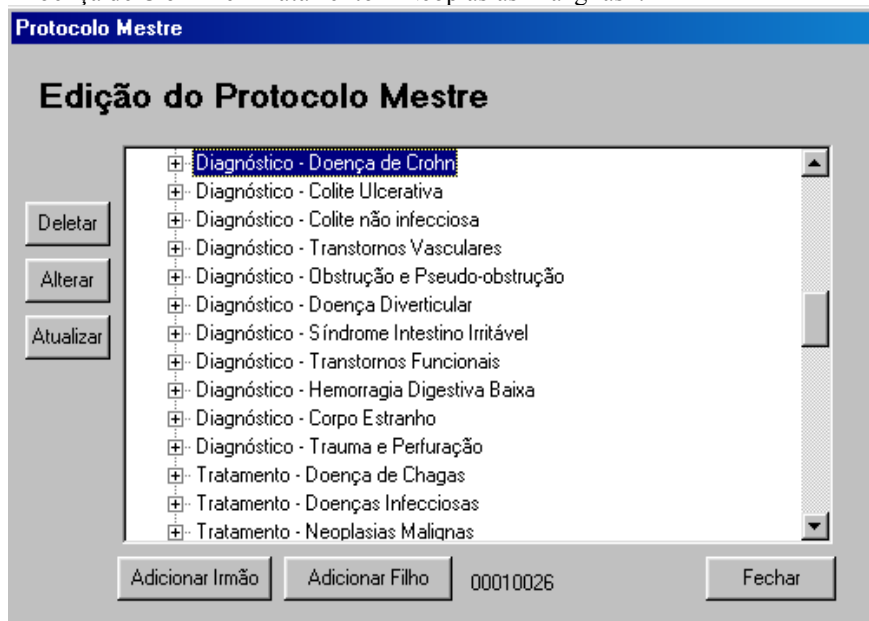 Protocolo Mestre
Edição do Protocolo Mestre
Diagnóstico - Doença de Crohn
Diagnóstico - Colite Ulcerativa
Diagnóstico - Colite não infecciosa
Diagnóstico - Transtornos Vasculares
Diagnóstico - Obstrução e Pseudo-obstrução
Diagnóstico - Doença Diverticular
Diagnóstico - Síndrome Intestino Irritável
Diagnóstico - Transtornos Funcionais
Diagnóstico - Hemorragia Digestiva Baixa
Diagnóstico - Corpo Estranho
Diagnóstico - Trauma e Perfuração
Tratamento - Doença de Chagas
Tratamento - Doenças Infecciosas
Tratamento - Neoplasias Malignas
Deletar
Alterar
Atualizar
Adicionar Irmão
Adicionar Filho
00010026
Fechar